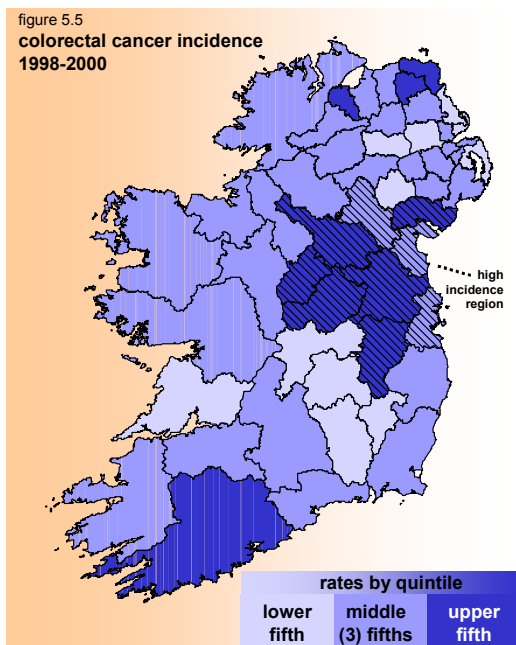 figure 5.5
colorectal cancer incidence
1998-2000
high
incidence
region
rates by quintile
lower
fifth
middle
(3) fifths
upper
fifth